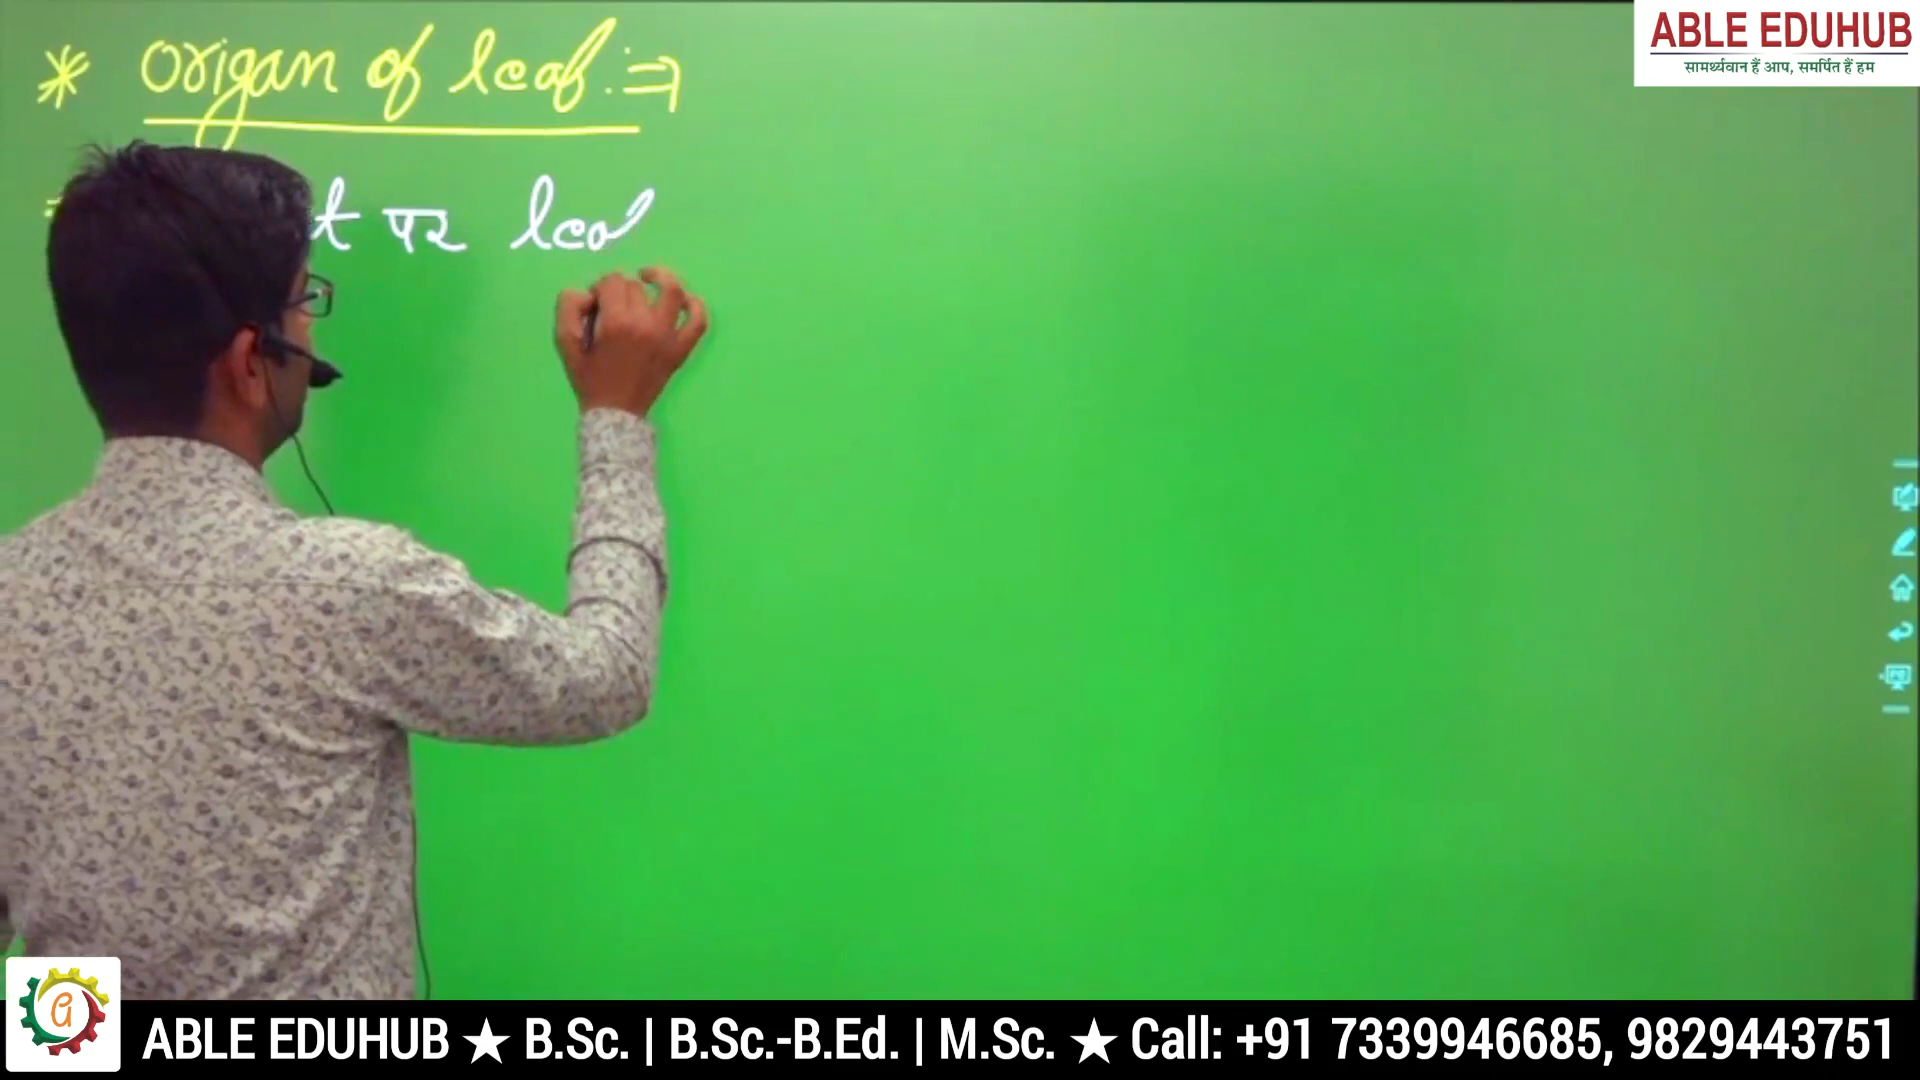 ABLE EDUHUB
सामर्थ्यवान हैं आप, समर्पित हैं हम
* origan of leaf :⇒
पर leaf
ABLE EDUHUB ★ B.Sc. | B.Sc.-B.Ed. | M.Sc. ★ Call: +91 7339946685, 9829443751